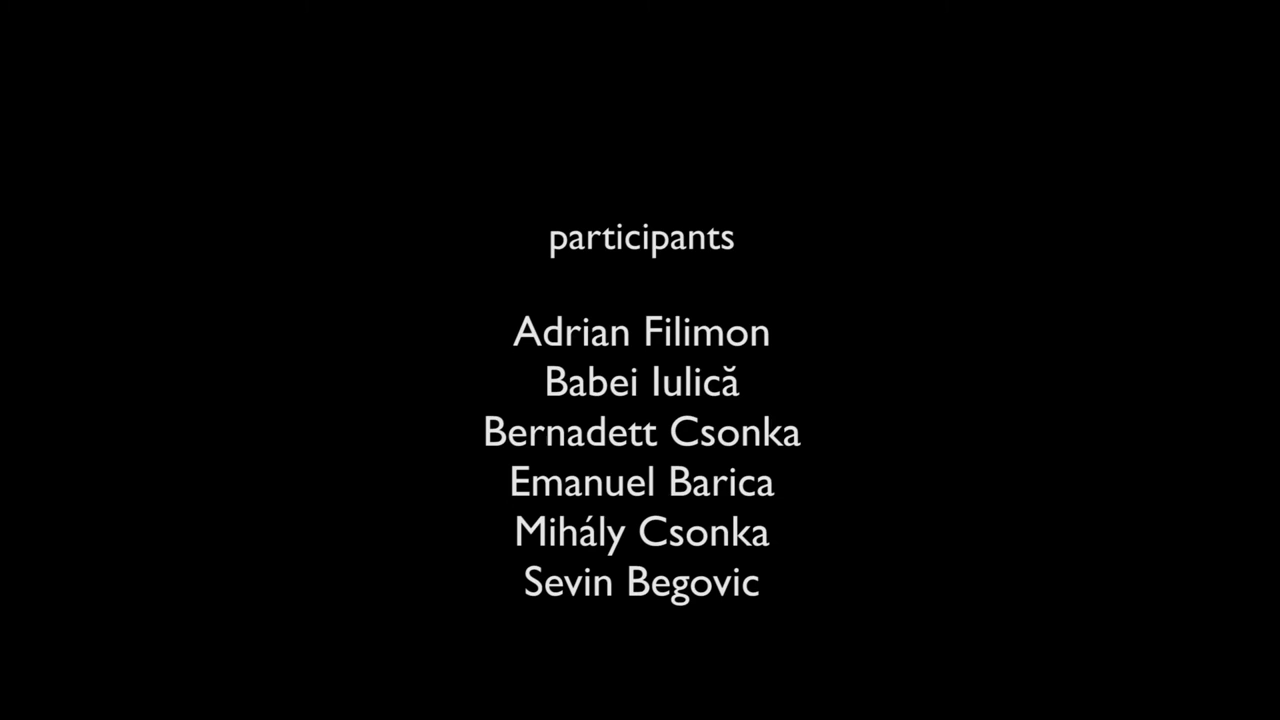 participants
Adrian Filimon
Babei Iulică
Bernadett Csonka
Emanuel Barica
Mihály Csonka
Sevin Begovic